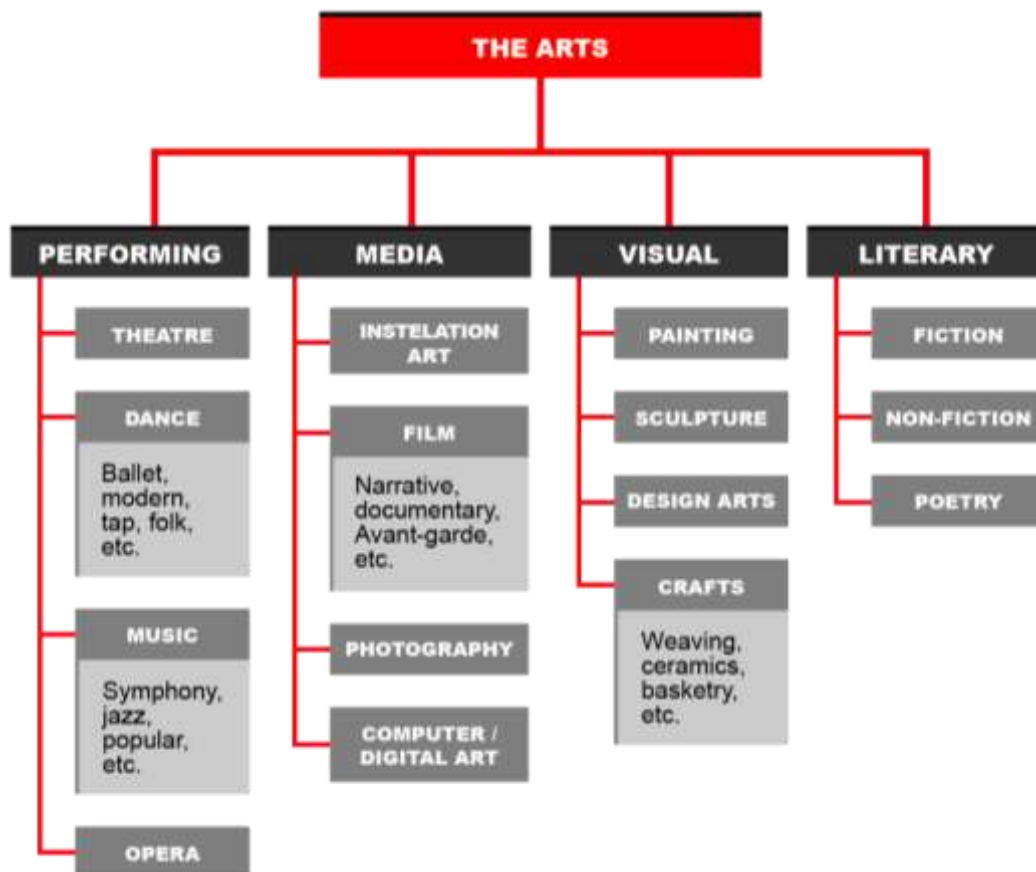 THE ARTS
PERFORMING
THEATRE
DANCE
Ballet,
modern,
tap, folk,
etc.
MUSIC
Symphony,
jazz,
popular,
etc.
OPERA
MEDIA
INSTELATION
ART
FILM
Narrative,
documentary,
Avant-garde,
etc.
PHOTOGRAPHY
COMPUTER /
DIGITAL ART
VISUAL
PAINTING
SCULPTURE
DESIGN ARTS
CRAFTS
Weaving,
ceramics,
basketry,
etc.
LITERARY
FICTION
NON-FICTION
POETRY